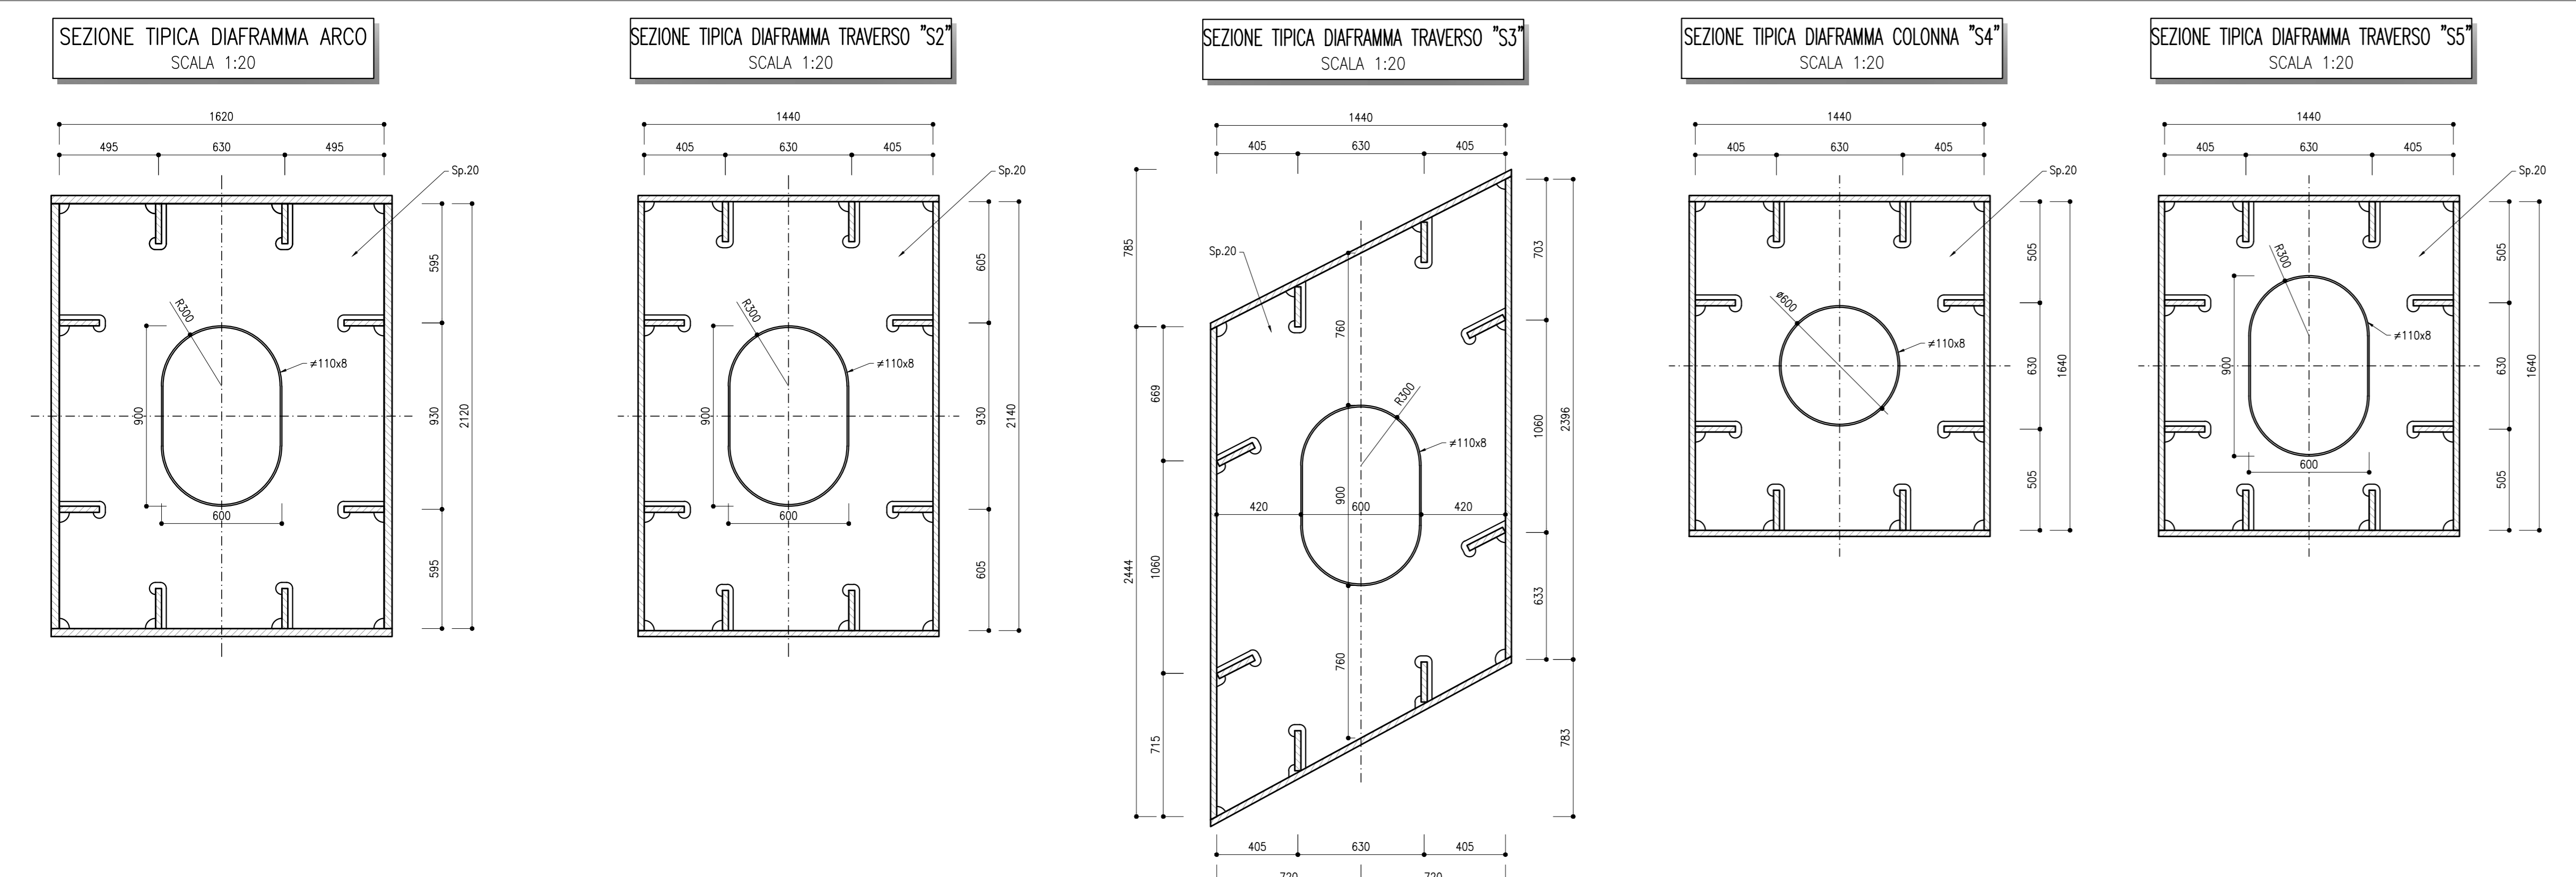 SEZIONE TIPICA DIAFRAMMA ARCO
SCALA 1:20
1620
495 630 495
Sp.20
595
930
595
2120
R300
≠110x8
900
600
SEZIONE TIPICA DIAFRAMMA TRAVERSO "S2"
SCALA 1:20
1440
405 630 405
Sp.20
605
930
605
2140
R300
≠110x8
900
600
SEZIONE TIPICA DIAFRAMMA TRAVERSO "S3"
SCALA 1:20
1440
405 630 405
785
2444
669
1060
715
Sp.20
760
R300
≠110x8
900
420 600 420
760
703
1060
633
2396
783
405 630 405
720 720
SEZIONE TIPICA DIAFRAMMA COLONNA "S4"
SCALA 1:20
1440
405 630 405
Sp.20
ø600
≠110x8
505
630
505
1640
SEZIONE TIPICA DIAFRAMMA TRAVERSO "S5"
SCALA 1:20
1440
405 630 405
Sp.20
R300
≠110x8
900
600
505
630
505
1640